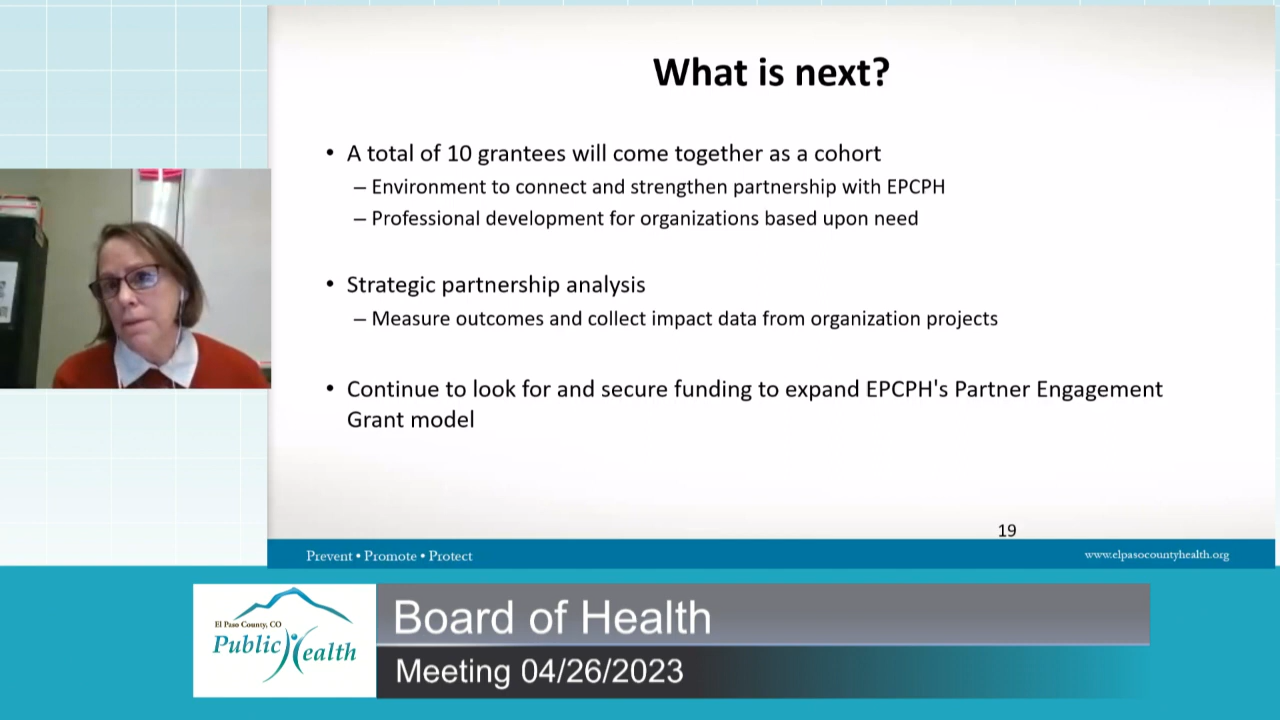 What is next?
• A total of 10 grantees will come together as a cohort
– Environment to connect and strengthen partnership with EPCPH
– Professional development for organizations based upon need
• Strategic partnership analysis
– Measure outcomes and collect impact data from organization projects
• Continue to look for and secure funding to expand EPCPH's Partner Engagement
Grant model
19
Prevent • Promote • Protect
www.elpasocountyhealth.org
El Paso County, CO
Public Health
Board of Health
Meeting 04/26/2023